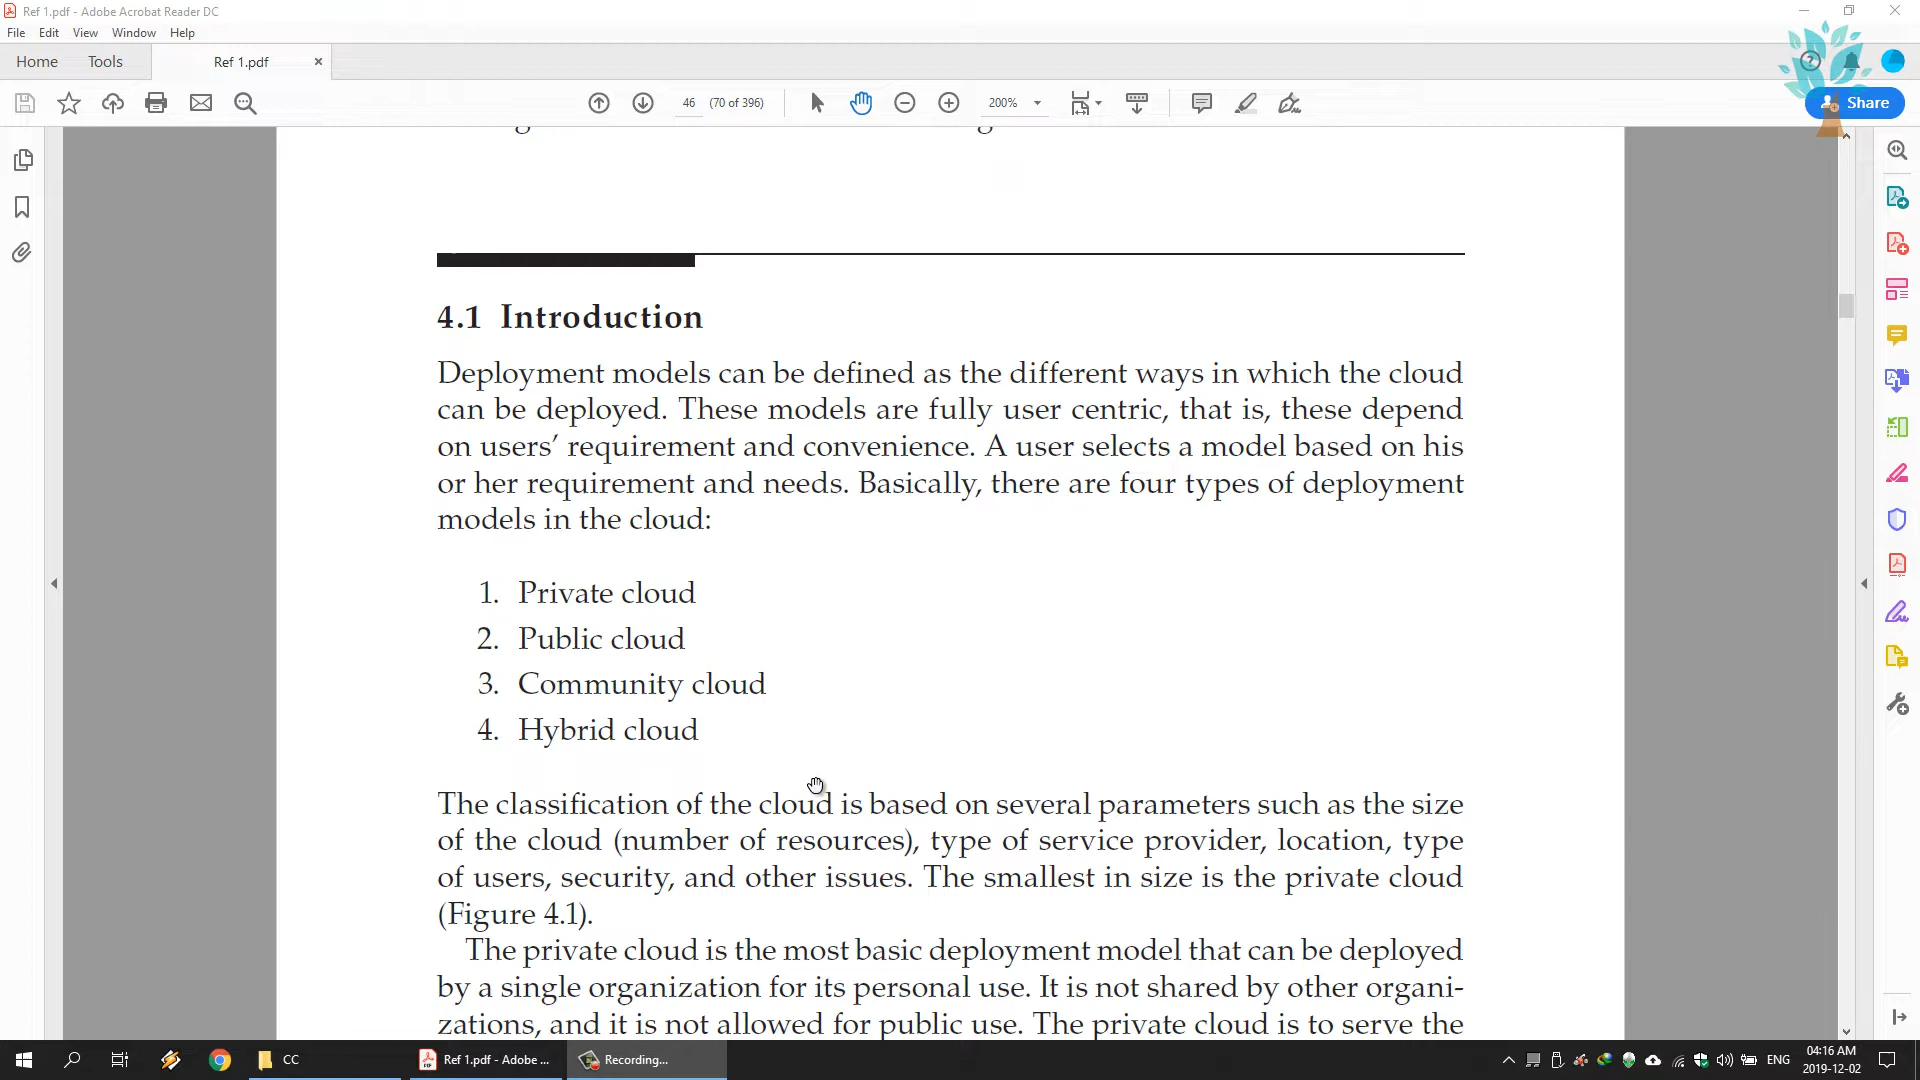 Ref 1.pdf - Adobe Acrobat Reader DC
File Edit View Window Help
Home Tools Ref 1.pdf
46 (70 of 396) 200% Share
4.1 Introduction
Deployment models can be defined as the different ways in which the cloud
can be deployed. These models are fully user centric, that is, these depend
on users’ requirement and convenience. A user selects a model based on his
or her requirement and needs. Basically, there are four types of deployment
models in the cloud:
1. Private cloud
2. Public cloud
3. Community cloud
4. Hybrid cloud
The classification of the cloud is based on several parameters such as the size
of the cloud (number of resources), type of service provider, location, type
of users, security, and other issues. The smallest in size is the private cloud
(Figure 4.1).
The private cloud is the most basic deployment model that can be deployed
by a single organization for its personal use. It is not shared by other organi-
zations, and it is not allowed for public use. The private cloud is to serve the
CC Ref 1.pdf - Adobe ... Recording... ENG 04:16 AM
2019-12-02